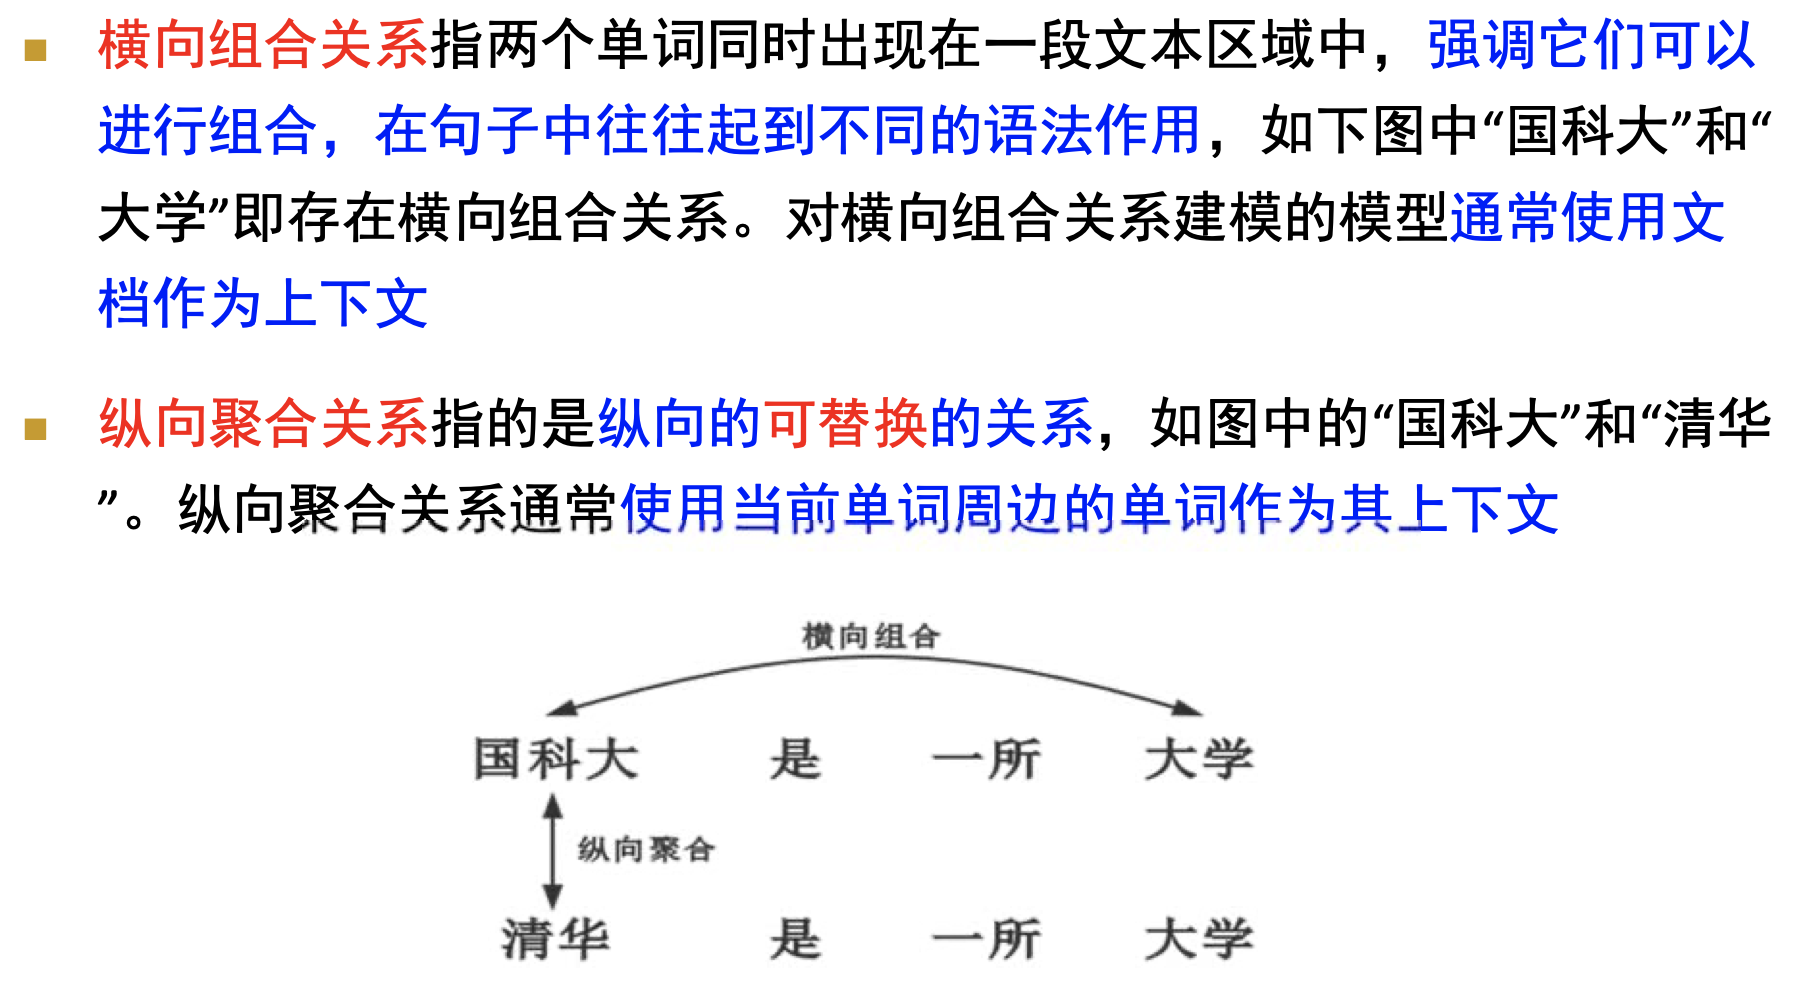 横向组合关系指两个单词同时出现在一段文本区域中，强调它们可以
进行组合，在句子中往往起到不同的语法作用，如下图中“国科大”和“
大学”即存在横向组合关系。对横向组合关系建模的模型通常使用文
档作为上下文
纵向聚合关系指的是纵向的可替换的关系，如图中的“国科大”和“清华
”。纵向聚合关系通常使用当前单词周边的单词作为其上下文
横向组合
国科大 是 一所 大学
纵向聚合
清华 是 一所 大学